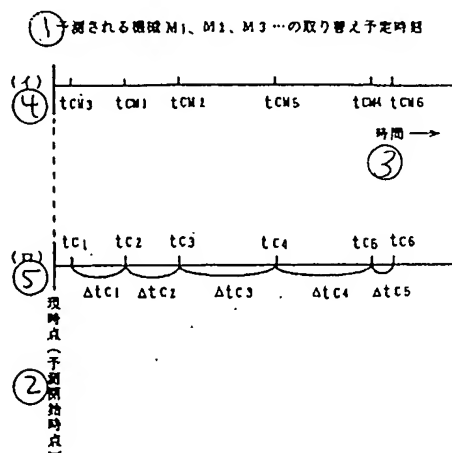 ① 予測される機械M1、M2、M3…の取り替え予定時刻
(イ)
④
tCM3 tCM1 tCM2 tCM5 tCM4 tCM6
時間 →
③
(ロ)
⑤
tC1 tC2 tC3 tC4 tC6 tC6
ΔtC1 ΔtC2 ΔtC3 ΔtC4 ΔtC5
② 現時点(予測開始時点)